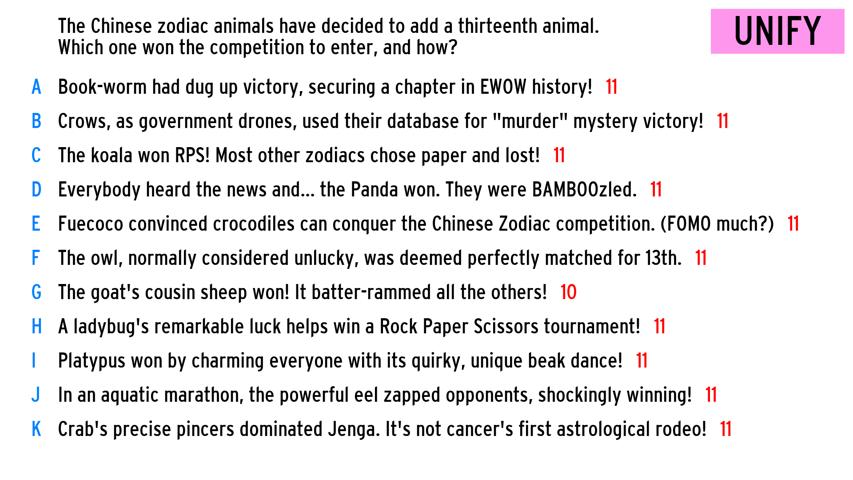 The Chinese zodiac animals have decided to add a thirteenth animal.
Which one won the competition to enter, and how?
UNIFY
A Book-worm had dug up victory, securing a chapter in EWOW history! 11
B Crows, as government drones, used their database for "murder" mystery victory! 11
C The koala won RPS! Most other zodiacs chose paper and lost! 11
D Everybody heard the news and... the Panda won. They were BAMBOOzled. 11
E Fuecoco convinced crocodiles can conquer the Chinese Zodiac competition. (FOMO much?) 11
F The owl, normally considered unlucky, was deemed perfectly matched for 13th. 11
G The goat's cousin sheep won! It batter-rammed all the others! 10
H A ladybug's remarkable luck helps win a Rock Paper Scissors tournament! 11
I Platypus won by charming everyone with its quirky, unique beak dance! 11
J In an aquatic marathon, the powerful eel zapped opponents, shockingly winning! 11
K Crab's precise pincers dominated Jenga. It's not cancer's first astrological rodeo! 11